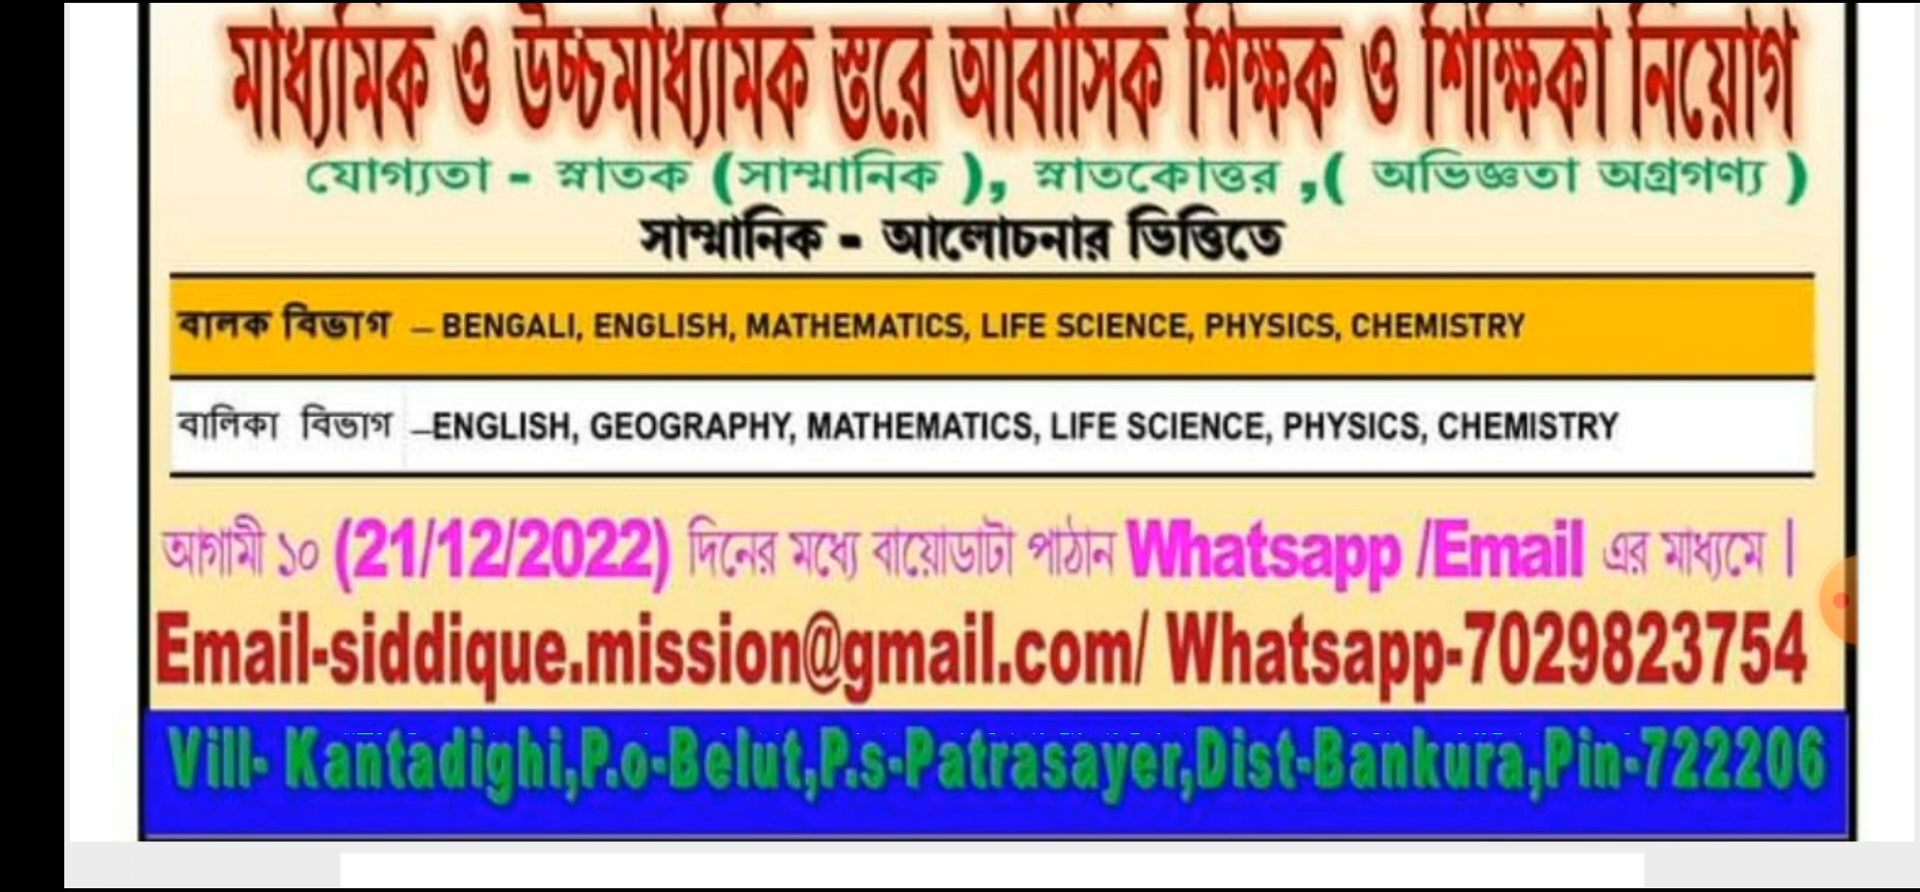 মাধ্যমিক ও উচ্চমাধ্যমিক স্তরে আবাসিক শিক্ষক ও শিক্ষিকা নিয়োগ
যোগ্যতা - স্নাতক (সাম্মানিক ), স্নাতকোত্তর ,( অভিজ্ঞতা অগ্রগণ্য )
সাম্মানিক - আলোচনার ভিত্তিতে
বালক বিভাগ – BENGALI, ENGLISH, MATHEMATICS, LIFE SCIENCE, PHYSICS, CHEMISTRY
বালিকা বিভাগ –ENGLISH, GEOGRAPHY, MATHEMATICS, LIFE SCIENCE, PHYSICS, CHEMISTRY
আগামী ১০ (21/12/2022) দিনের মধ্যে বায়োডাটা পাঠান Whatsapp /Email এর মাধ্যমে |
Email-siddique.mission@gmail.com/ Whatsapp-7029823754
Vill- Kantadighi,P.o-Belut,P.s-Patrasayer,Dist-Bankura,Pin-722206